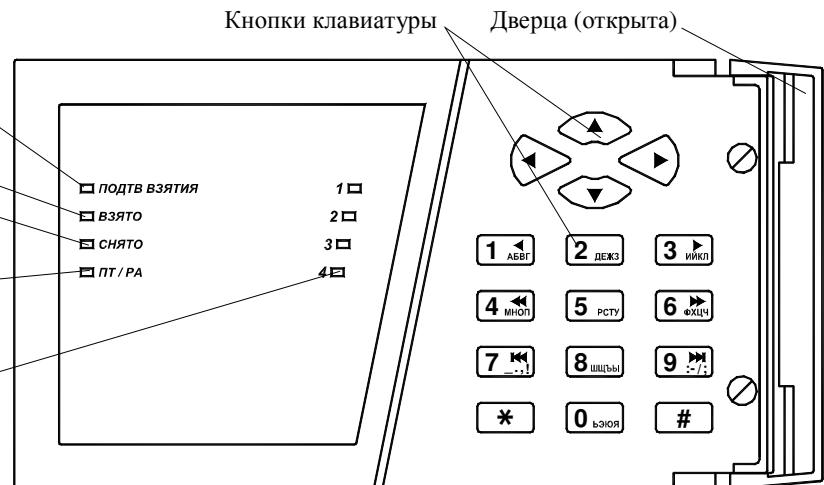 Кнопки клавиатуры Дверца (открыта)
ПОДТВ ВЗЯТИЯ 1
ВЗЯТО 2
СНЯТО 3
ПТ / РА 4
1 АБВГ 2 ДЕЖЗ 3 ИЙКЛ
4 МНОП 5 РСТУ 6 ФХЦЧ
7 _.,! 8 ШЩЪЫ 9 :-/;
* 0 ЬЭЮЯ #